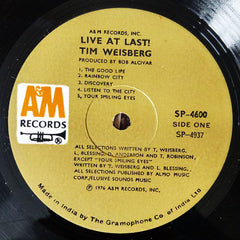 A&M RECORDS, INC.
LIVE AT LAST!
TIM WEISBERG
PRODUCED BY BOB ALCIVAR
1. THE GOOD LIFE
2. RAINBOW CITY
3. DISCOVERY
4. LISTEN TO THE CITY
5. YOUR SMILING EYES
A&M
RECORDS
SP-4600
SIDE ONE
SP-4937
ALL SELECTIONS WRITTEN BY T. WEISBERG,
L. BLESSING, D. ANDERSON AND T. ROBINSON,
EXCEPT "YOUR SMILING EYES"
WRITTEN BY T. WEISBERG AND L. BLESSING,
ALL SELECTIONS PUBLISHED BY ALMO MUSIC
CORP./ELUSIVE SOUNDS MUSIC
℗ 1976 A&M RECORDS, INC.
Made in India by The Gramophone Co. of India Ltd